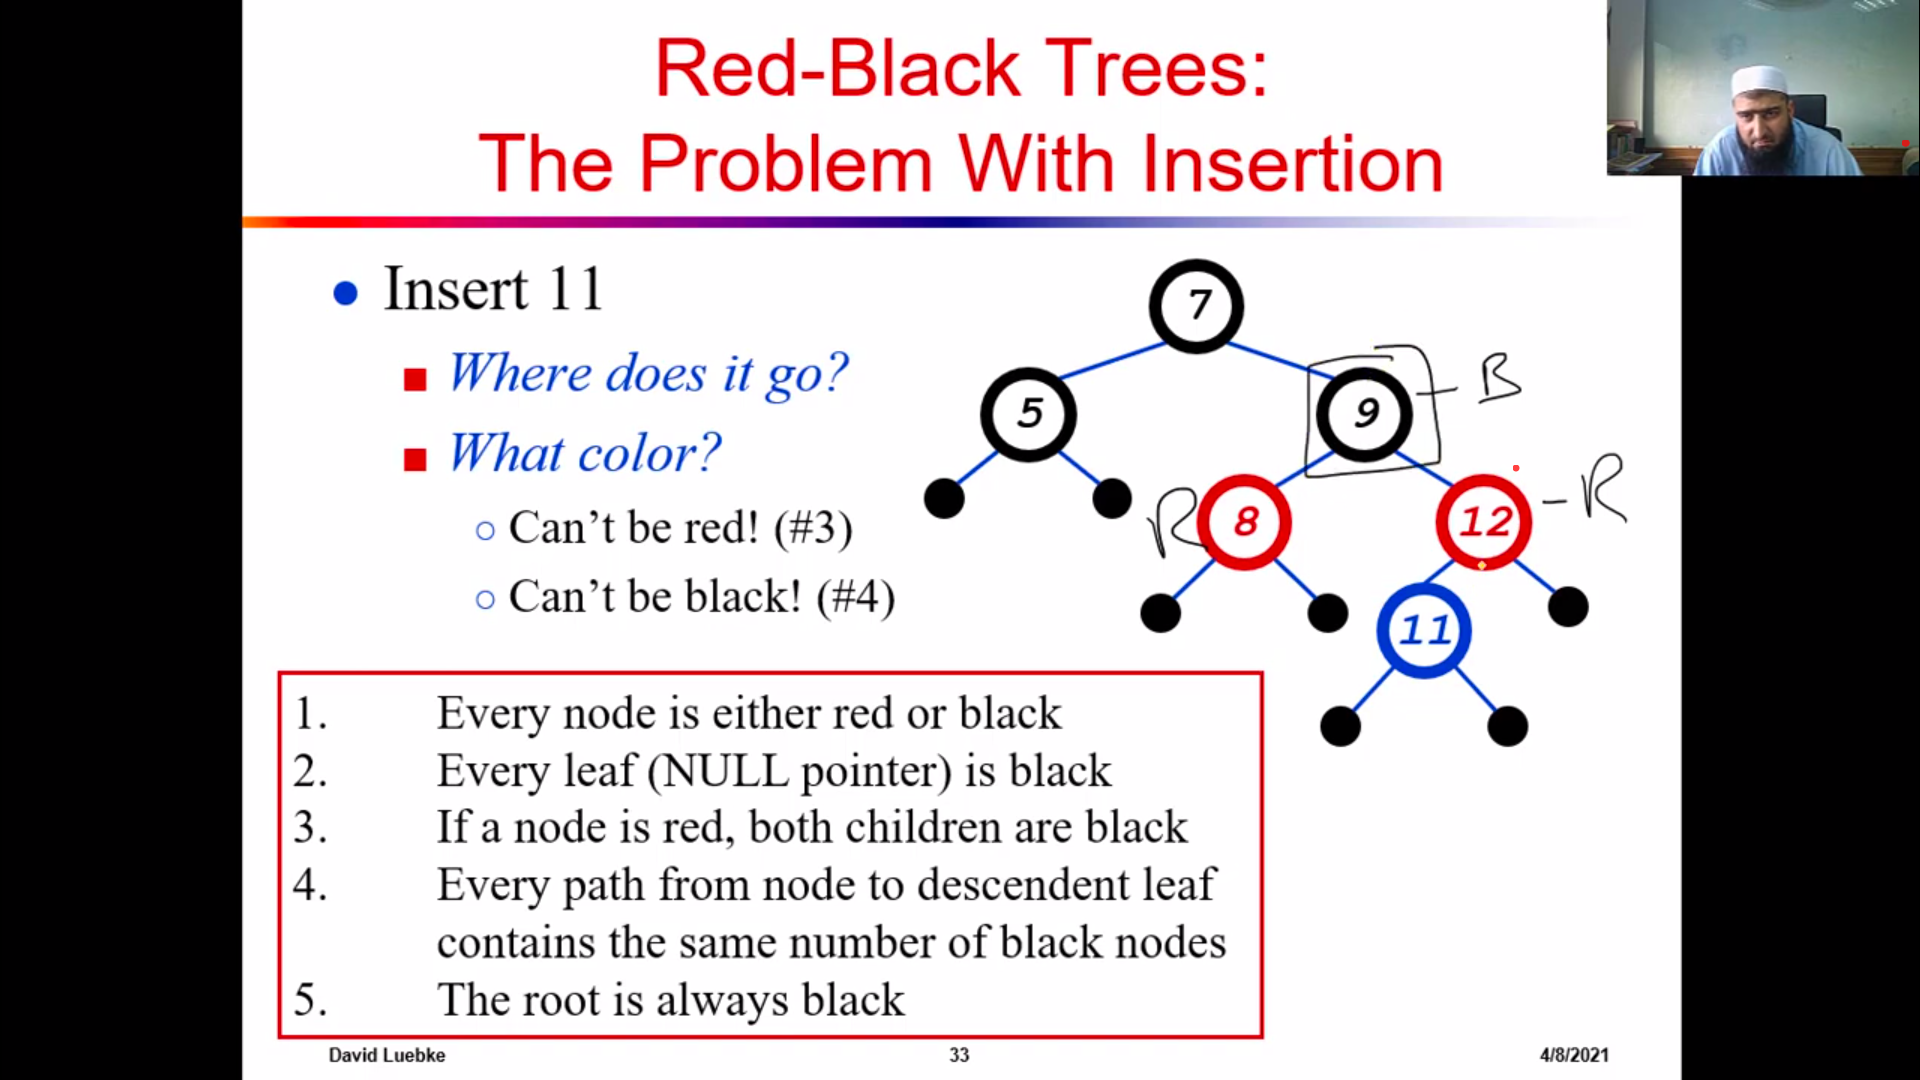 Red-Black Trees:
The Problem With Insertion
Insert 11
Where does it go?
What color?
Can't be red! (#3)
Can't be black! (#4)
7
5
9
B
8
R
12
- R
11
1. Every node is either red or black
2. Every leaf (NULL pointer) is black
3. If a node is red, both children are black
4. Every path from node to descendent leaf
contains the same number of black nodes
5. The root is always black
David Luebke
33
4/8/2021